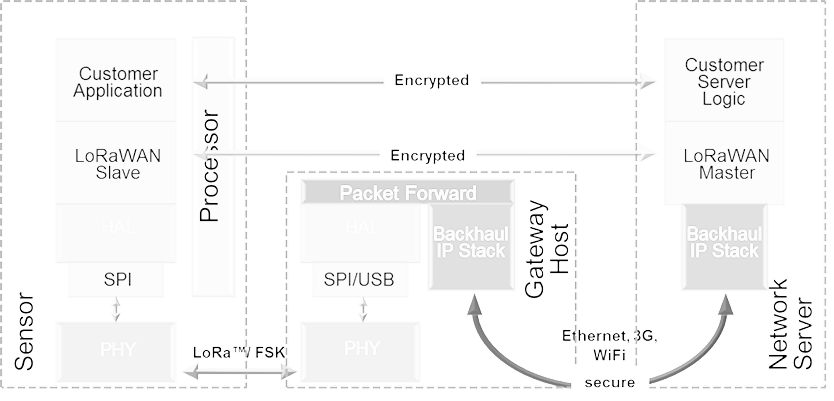 Customer
Application
LoRaWAN
Slave
HAL
SPI
PHY
Processor
Sensor
Encrypted
Encrypted
LoRa™/ FSK
Packet Forward
HAL
SPI/USB
PHY
Backhaul
IP Stack
Gateway
Host
Ethernet, 3G,
WiFi
secure
Customer
Server
Logic
LoRaWAN
Master
Backhaul
IP Stack
Network
Server